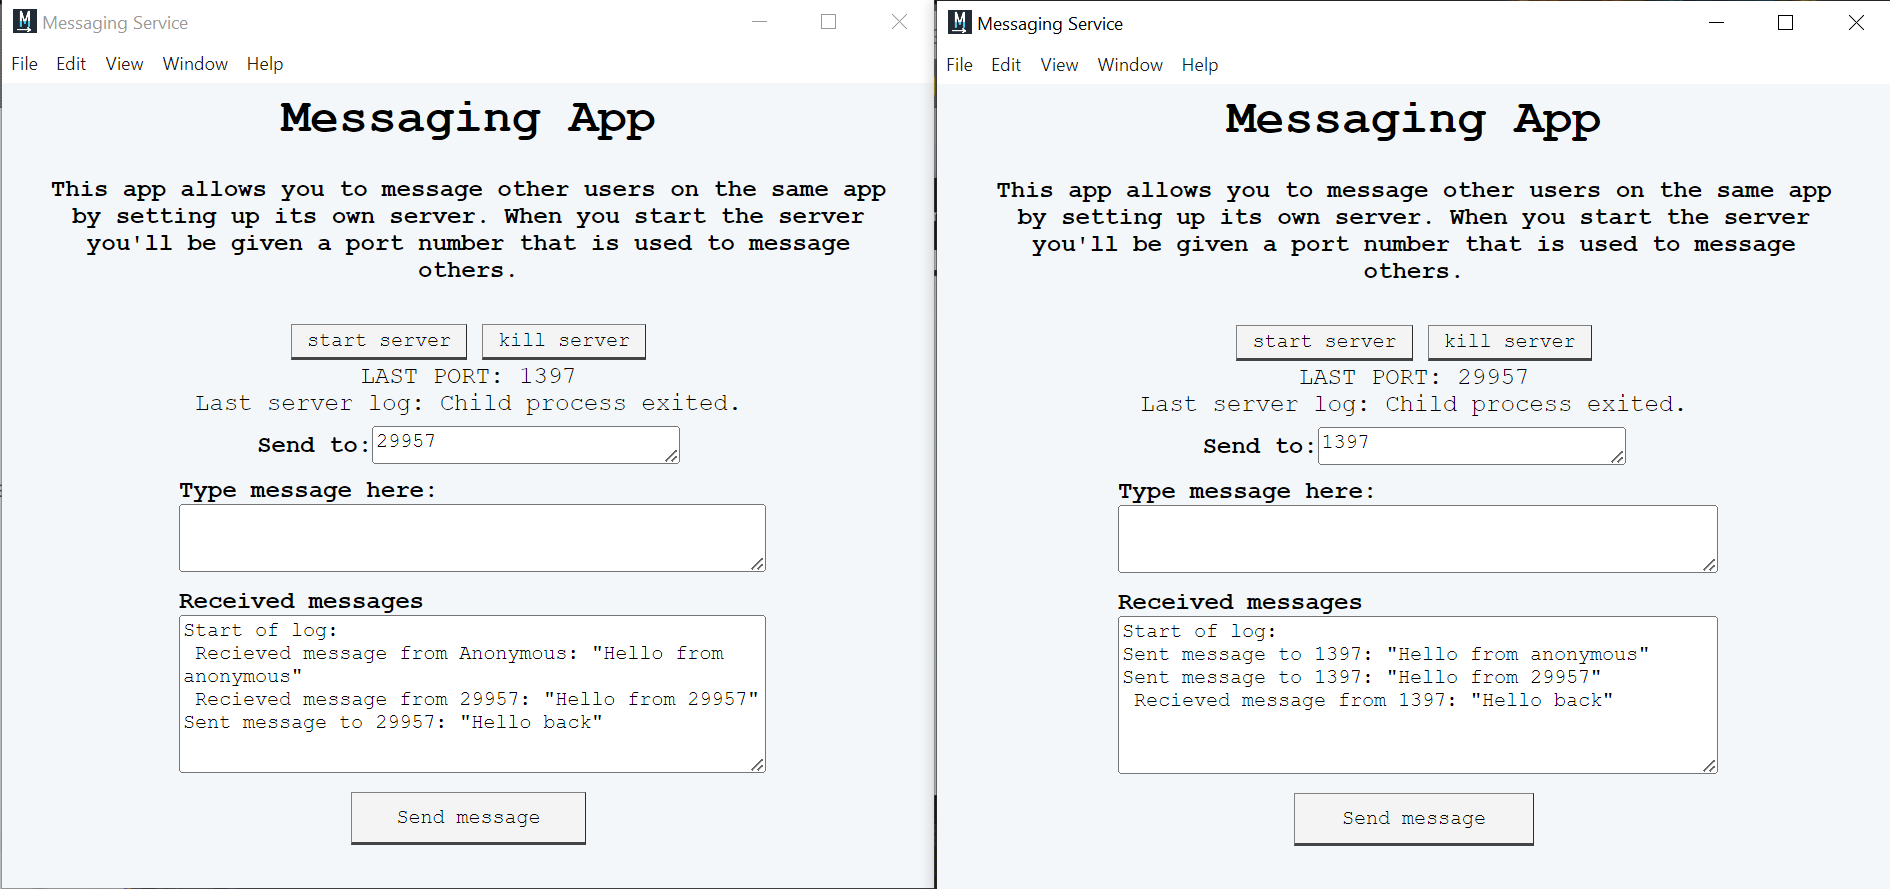 Messaging Service
File Edit View Window Help
Messaging App
This app allows you to message other users on the same app
by setting up its own server. When you start the server
you'll be given a port number that is used to message
others.
start server kill server
LAST PORT: 1397
Last server log: Child process exited.
Send to: 29957
Type message here:
Received messages
Start of log:
Recieved message from Anonymous: "Hello from
anonymous"
Recieved message from 29957: "Hello from 29957"
Sent message to 29957: "Hello back"
Send message
Messaging Service
File Edit View Window Help
Messaging App
This app allows you to message other users on the same app
by setting up its own server. When you start the server
you'll be given a port number that is used to message
others.
start server kill server
LAST PORT: 29957
Last server log: Child process exited.
Send to: 1397
Type message here:
Received messages
Start of log:
Sent message to 1397: "Hello from anonymous"
Sent message to 1397: "Hello from 29957"
Recieved message from 1397: "Hello back"
Send message